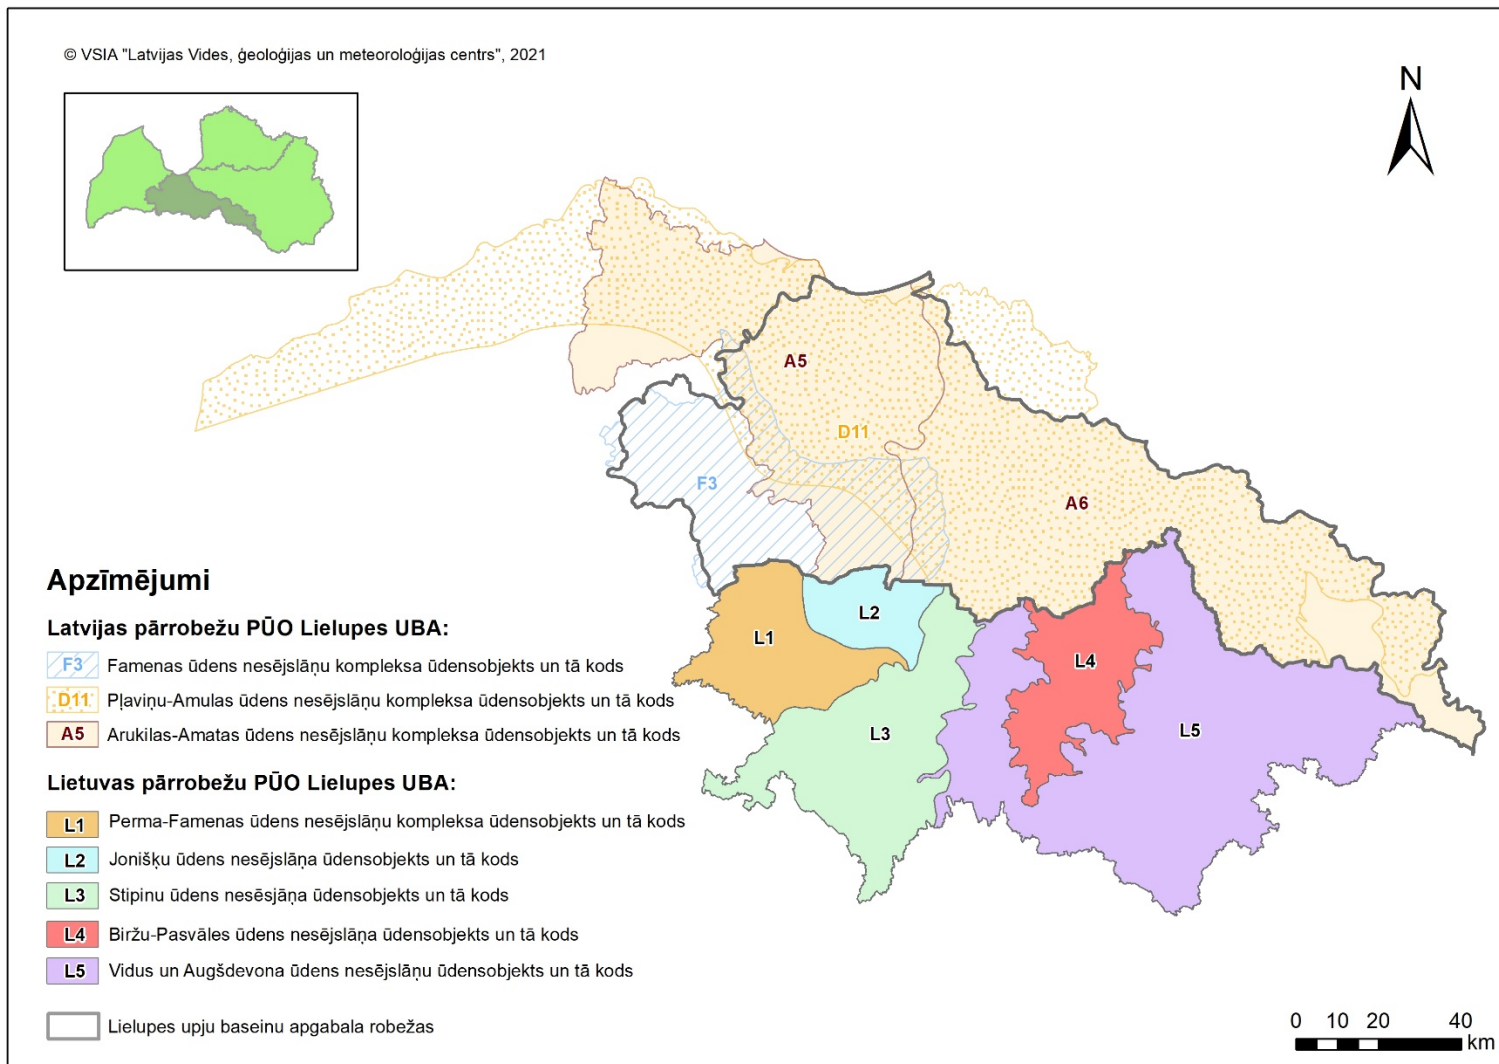 © VSIA "Latvijas Vides, ģeoloģijas un meteoroloģijas centrs", 2021
N
A5
D11
F3
A6
L1
L2
L3
L4
L5
Apzīmējumi
Latvijas pārrobežu PŪO Lielupes UBA:
F3 Famenas ūdens nesējslāņu kompleksa ūdensobjekts un tā kods
D11 Pļaviņu-Amulas ūdens nesējslāņu kompleksa ūdensobjekts un tā kods
A5 Arukilas-Amatas ūdens nesējslāņu kompleksa ūdensobjekts un tā kods
Lietuvas pārrobežu PŪO Lielupes UBA:
L1 Perma-Famenas ūdens nesējslāņu kompleksa ūdensobjekts un tā kods
L2 Jonišķu ūdens nesējslāņa ūdensobjekts un tā kods
L3 Stipinu ūdens nesēsjāņa ūdensobjekts un tā kods
L4 Biržu-Pasvāles ūdens nesējslāņa ūdensobjekts un tā kods
L5 Vidus un Augšdevona ūdens nesējslāņu ūdensobjekts un tā kods
Lielupes upju baseinu apgabala robežas
0 10 20 40
km